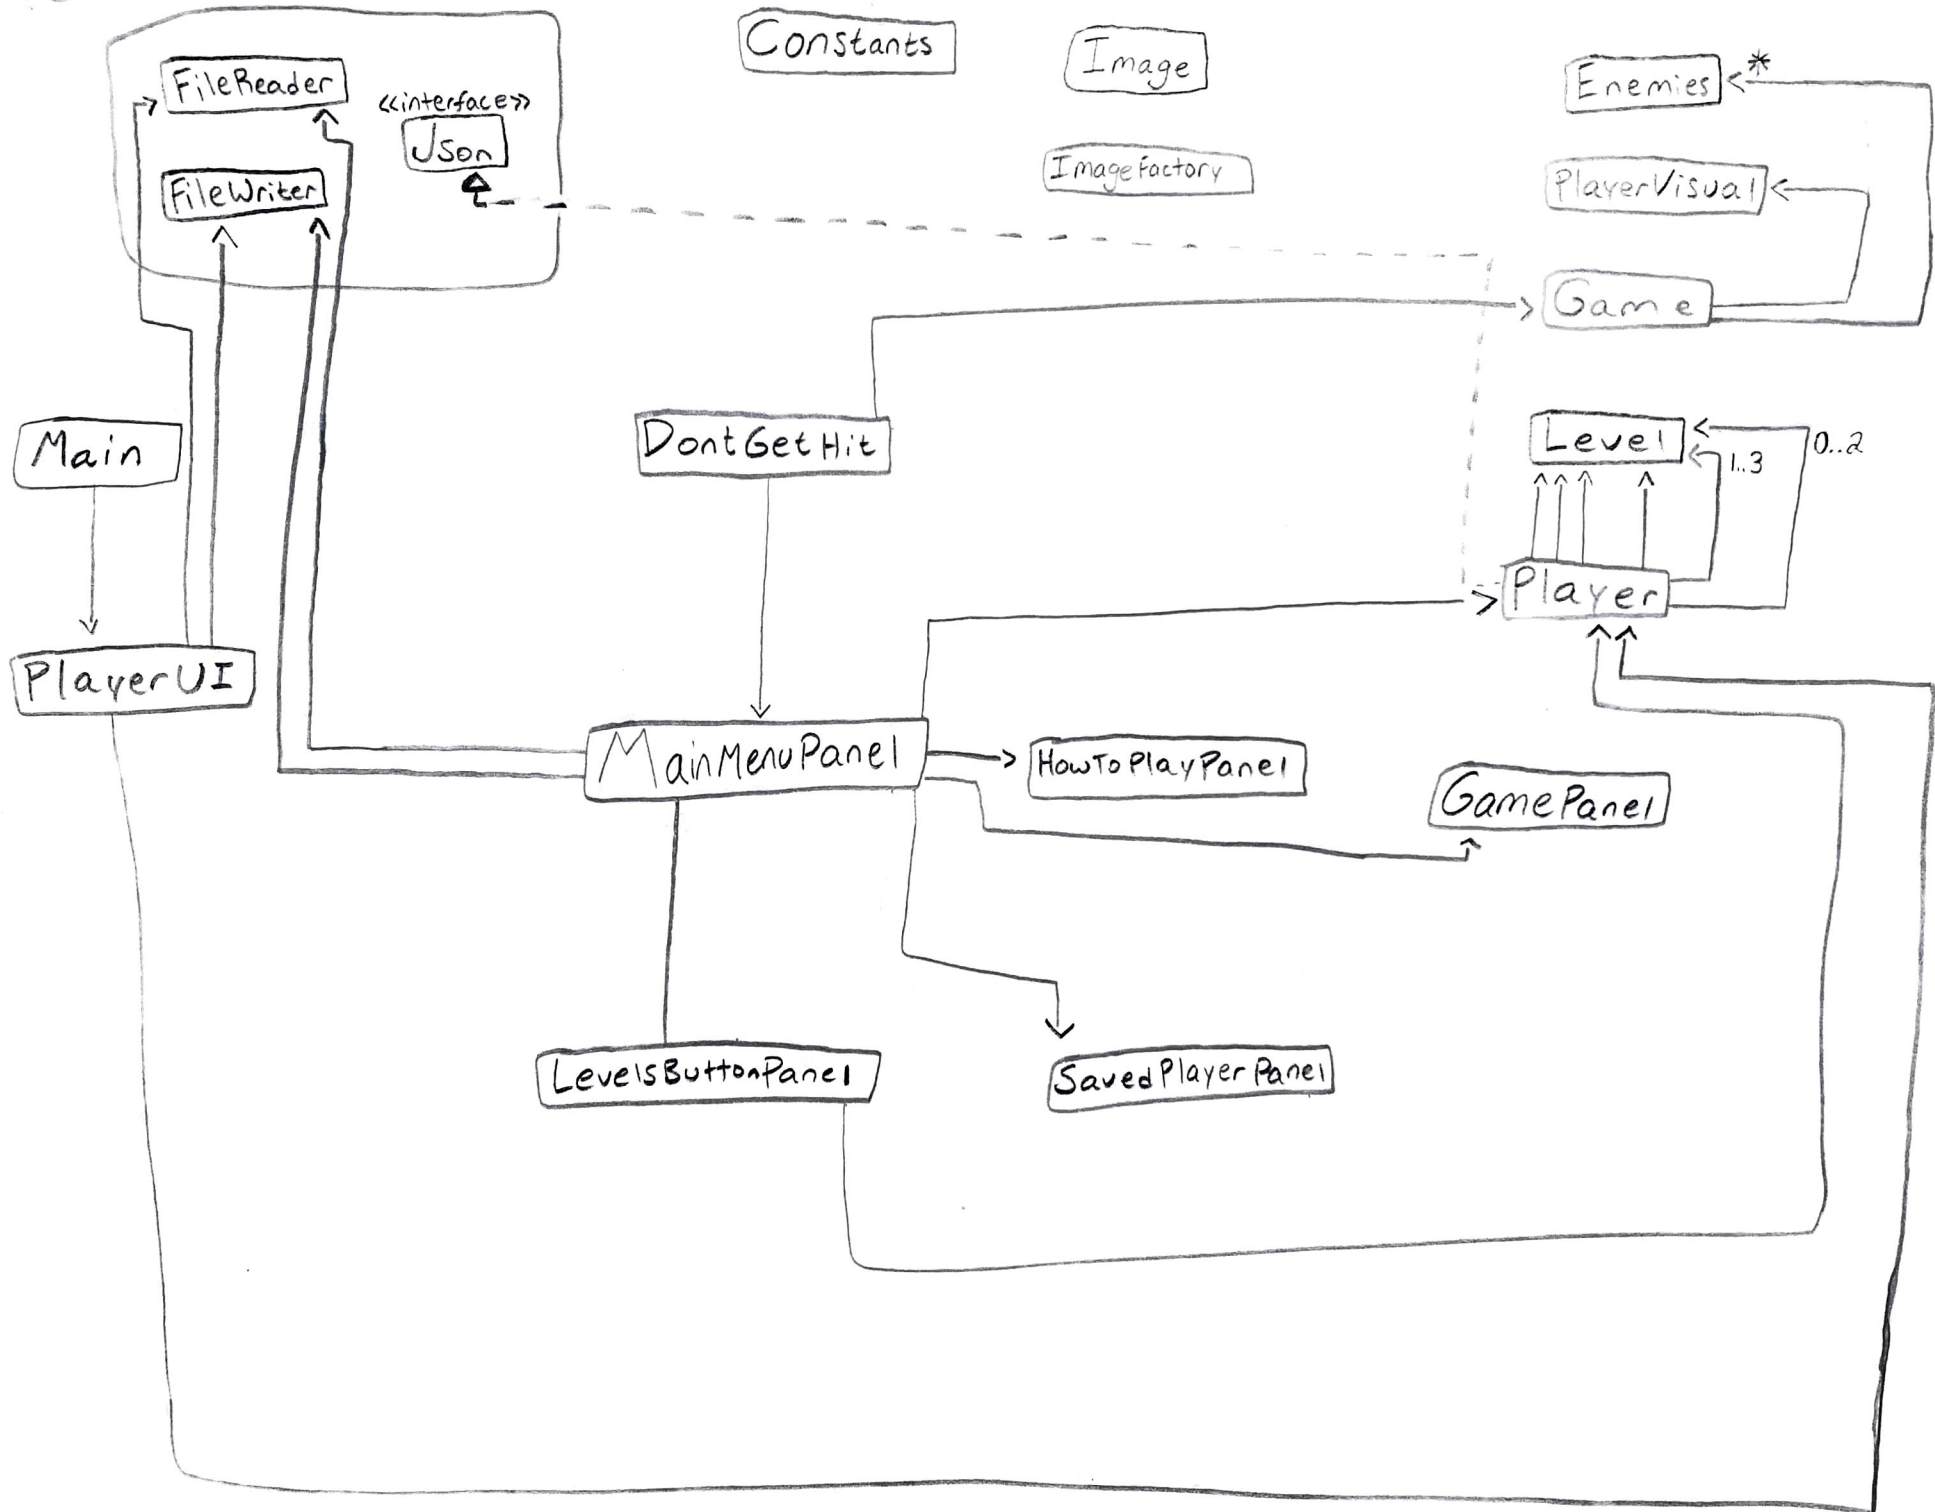 Constants
Image
FileReader
Enemies
*
<<interface>>
Json
FileWriter
ImageFactory
PlayerVisual
Game
Main
DontGetHit
Level
0..2
1..3
Player
PlayerUI
MainMenuPanel
HowToPlayPanel
GamePanel
LevelsButtonPanel
SavedPlayerPanel